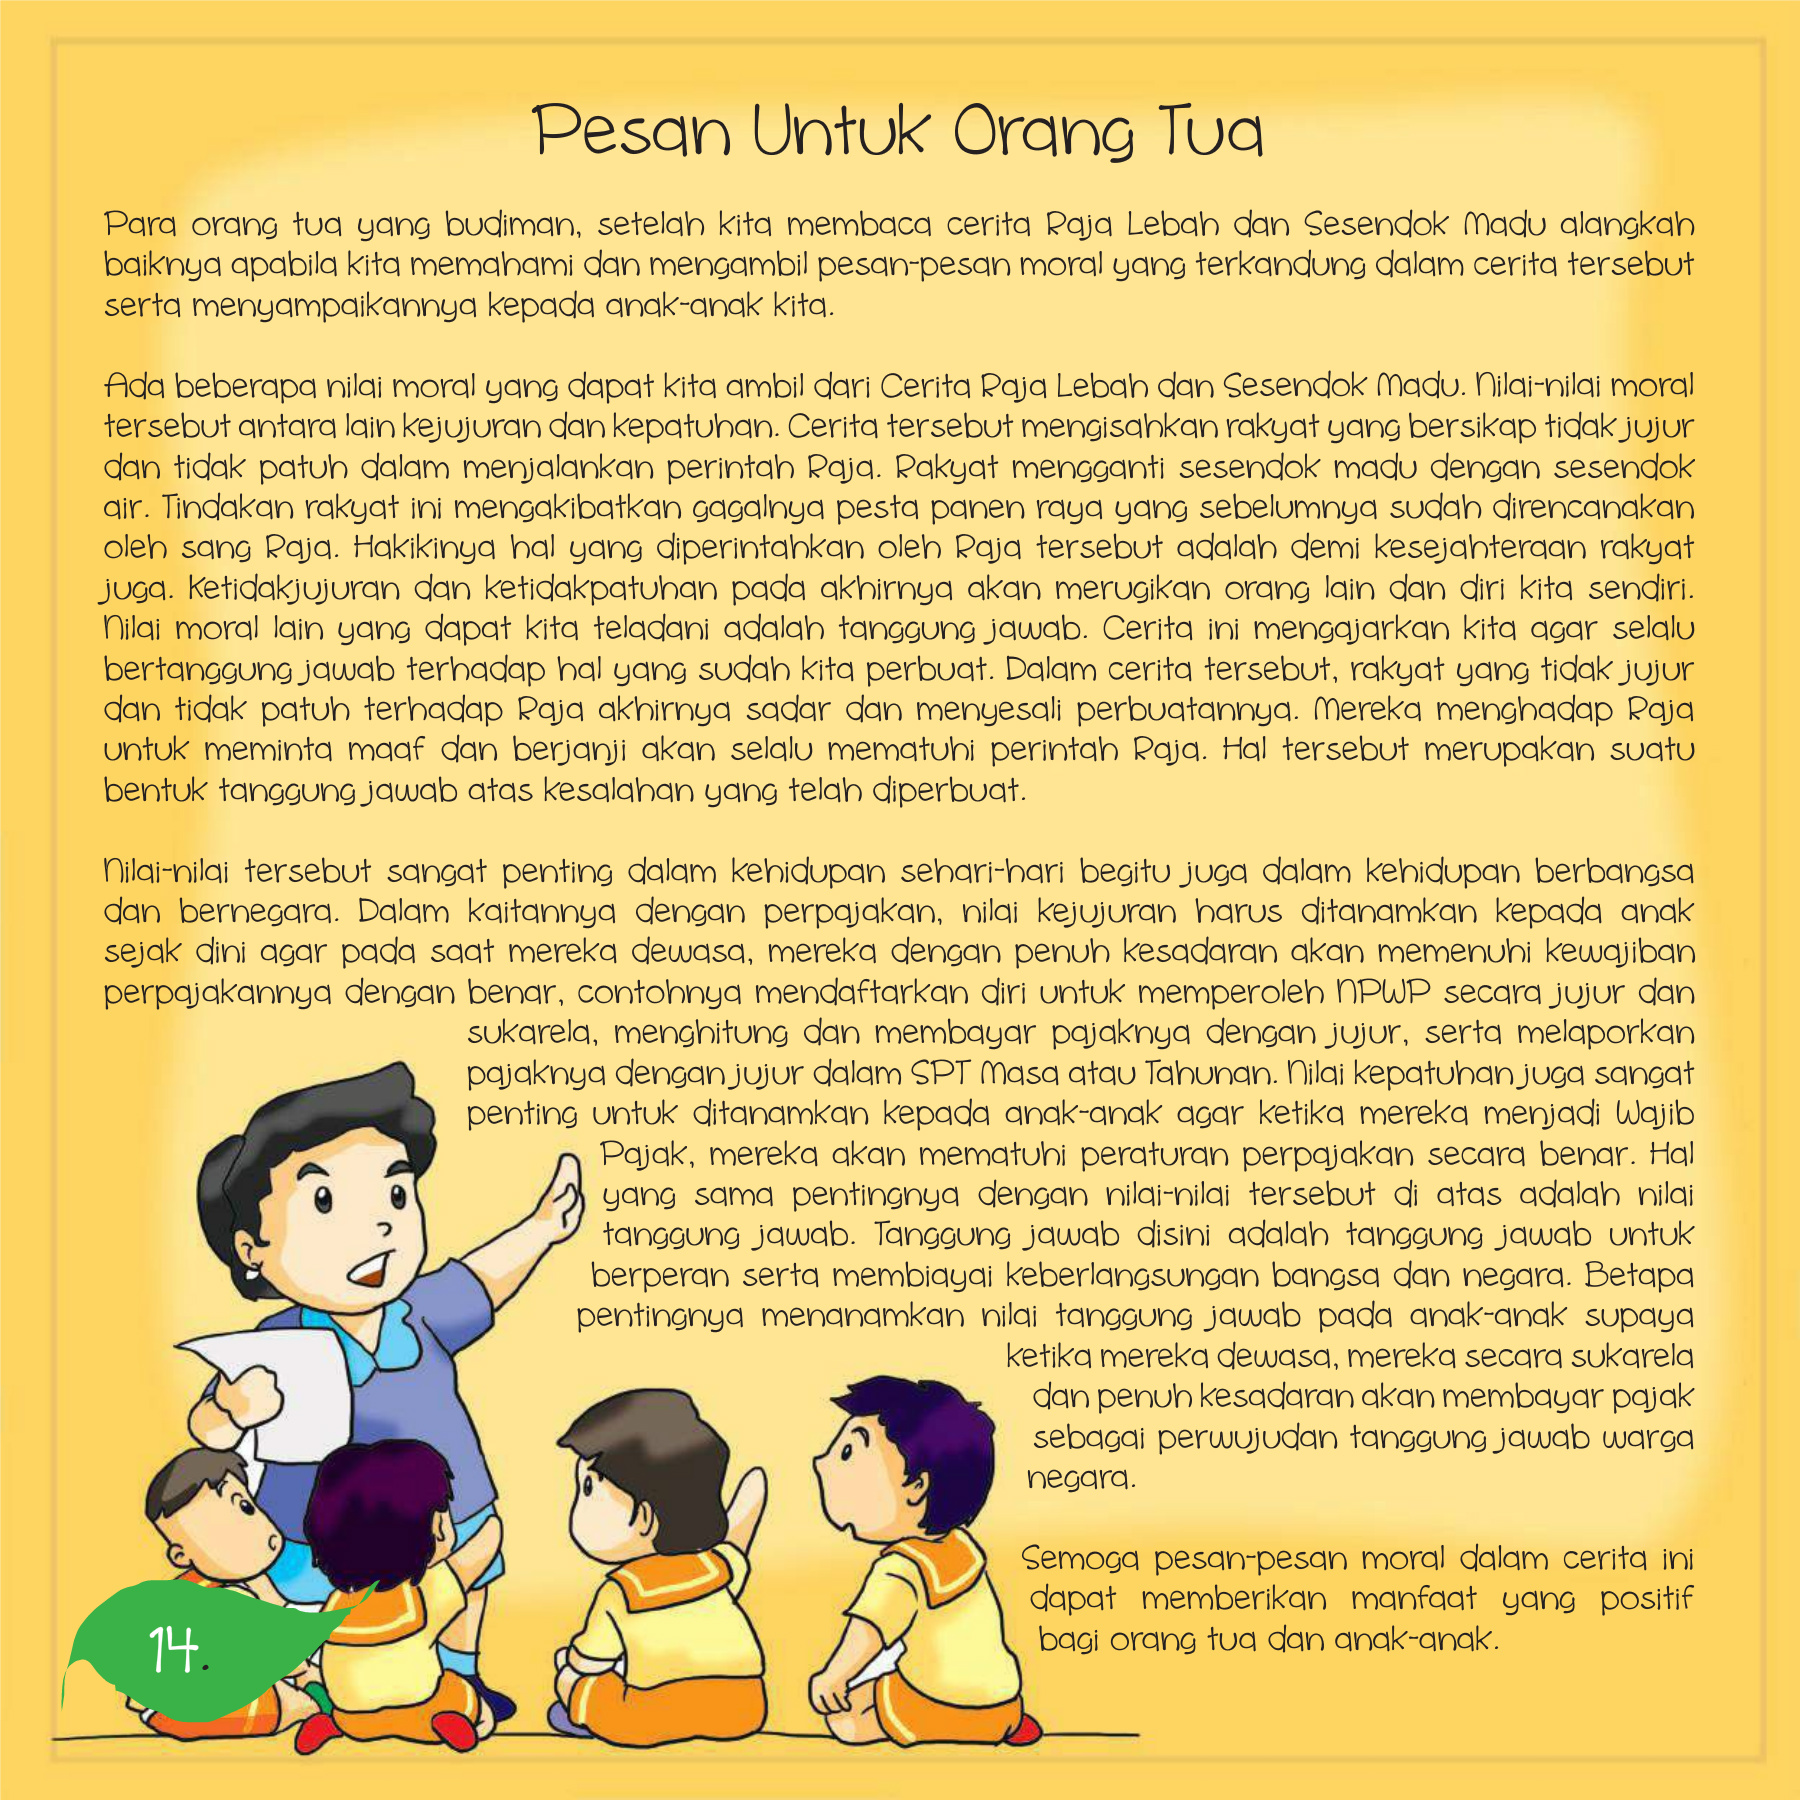 Pesan Untuk Orang Tua
Para orang tua yang budiman, setelah kita membaca cerita Raja Lebah dan Sesendok Madu alangkah
baiknya apabila kita memahami dan mengambil pesan-pesan moral yang terkandung dalam cerita tersebut
serta menyampaikannya kepada anak-anak kita.
Ada beberapa nilai moral yang dapat kita ambil dari Cerita Raja Lebah dan Sesendok Madu. Nilai-nilai moral
tersebut antara lain kejujuran dan kepatuhan. Cerita tersebut mengisahkan rakyat yang bersikap tidak jujur
dan tidak patuh dalam menjalankan perintah Raja. Rakyat mengganti sesendok madu dengan sesendok
air. Tindakan rakyat ini mengakibatkan gagalnya pesta panen raya yang sebelumnya sudah direncanakan
oleh sang Raja. Hakikinya hal yang diperintahkan oleh Raja tersebut adalah demi kesejahteraan rakyat
juga. Ketidakjujuran dan ketidakpatuhan pada akhirnya akan merugikan orang lain dan diri kita sendiri.
Nilai moral lain yang dapat kita teladani adalah tanggung jawab. Cerita ini mengajarkan kita agar selalu
bertanggung jawab terhadap hal yang sudah kita perbuat. Dalam cerita tersebut, rakyat yang tidak jujur
dan tidak patuh terhadap Raja akhirnya sadar dan menyesali perbuatannya. Mereka menghadap Raja
untuk meminta maaf dan berjanji akan selalu mematuhi perintah Raja. Hal tersebut merupakan suatu
bentuk tanggung jawab atas kesalahan yang telah diperbuat.
Nilai-nilai tersebut sangat penting dalam kehidupan sehari-hari begitu juga dalam kehidupan berbangsa
dan bernegara. Dalam kaitannya dengan perpajakan, nilai kejujuran harus ditanamkan kepada anak
sejak dini agar pada saat mereka dewasa, mereka dengan penuh kesadaran akan memenuhi kewajiban
perpajakannya dengan benar, contohnya mendaftarkan diri untuk memperoleh NPWP secara jujur dan
sukarela, menghitung dan membayar pajaknya dengan jujur, serta melaporkan
pajaknya dengan jujur dalam SPT Masa atau Tahunan. Nilai kepatuhan juga sangat
penting untuk ditanamkan kepada anak-anak agar ketika mereka menjadi Wajib
Pajak, mereka akan mematuhi peraturan perpajakan secara benar. Hal
yang sama pentingnya dengan nilai-nilai tersebut di atas adalah nilai
tanggung jawab. Tanggung jawab disini adalah tanggung jawab untuk
berperan serta membiayai keberlangsungan bangsa dan negara. Betapa
pentingnya menanamkan nilai tanggung jawab pada anak-anak supaya
ketika mereka dewasa, mereka secara sukarela
dan penuh kesadaran akan membayar pajak
sebagai perwujudan tanggung jawab warga
negara.
Semoga pesan-pesan moral dalam cerita ini
dapat memberikan manfaat yang positif
bagi orang tua dan anak-anak.
14.